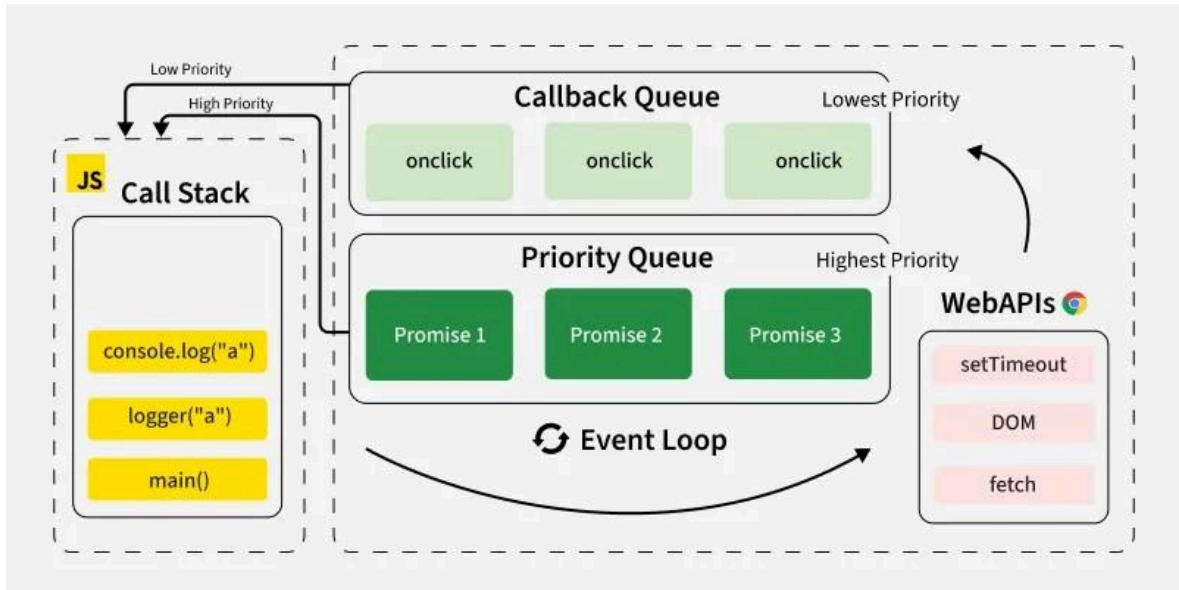 Low Priority
High Priority
JS
Call Stack
console.log("a")
logger("a")
main()
Callback Queue
Lowest Priority
onclick
onclick
onclick
Priority Queue
Highest Priority
Promise 1
Promise 2
Promise 3
Event Loop
WebAPIs
setTimeout
DOM
fetch